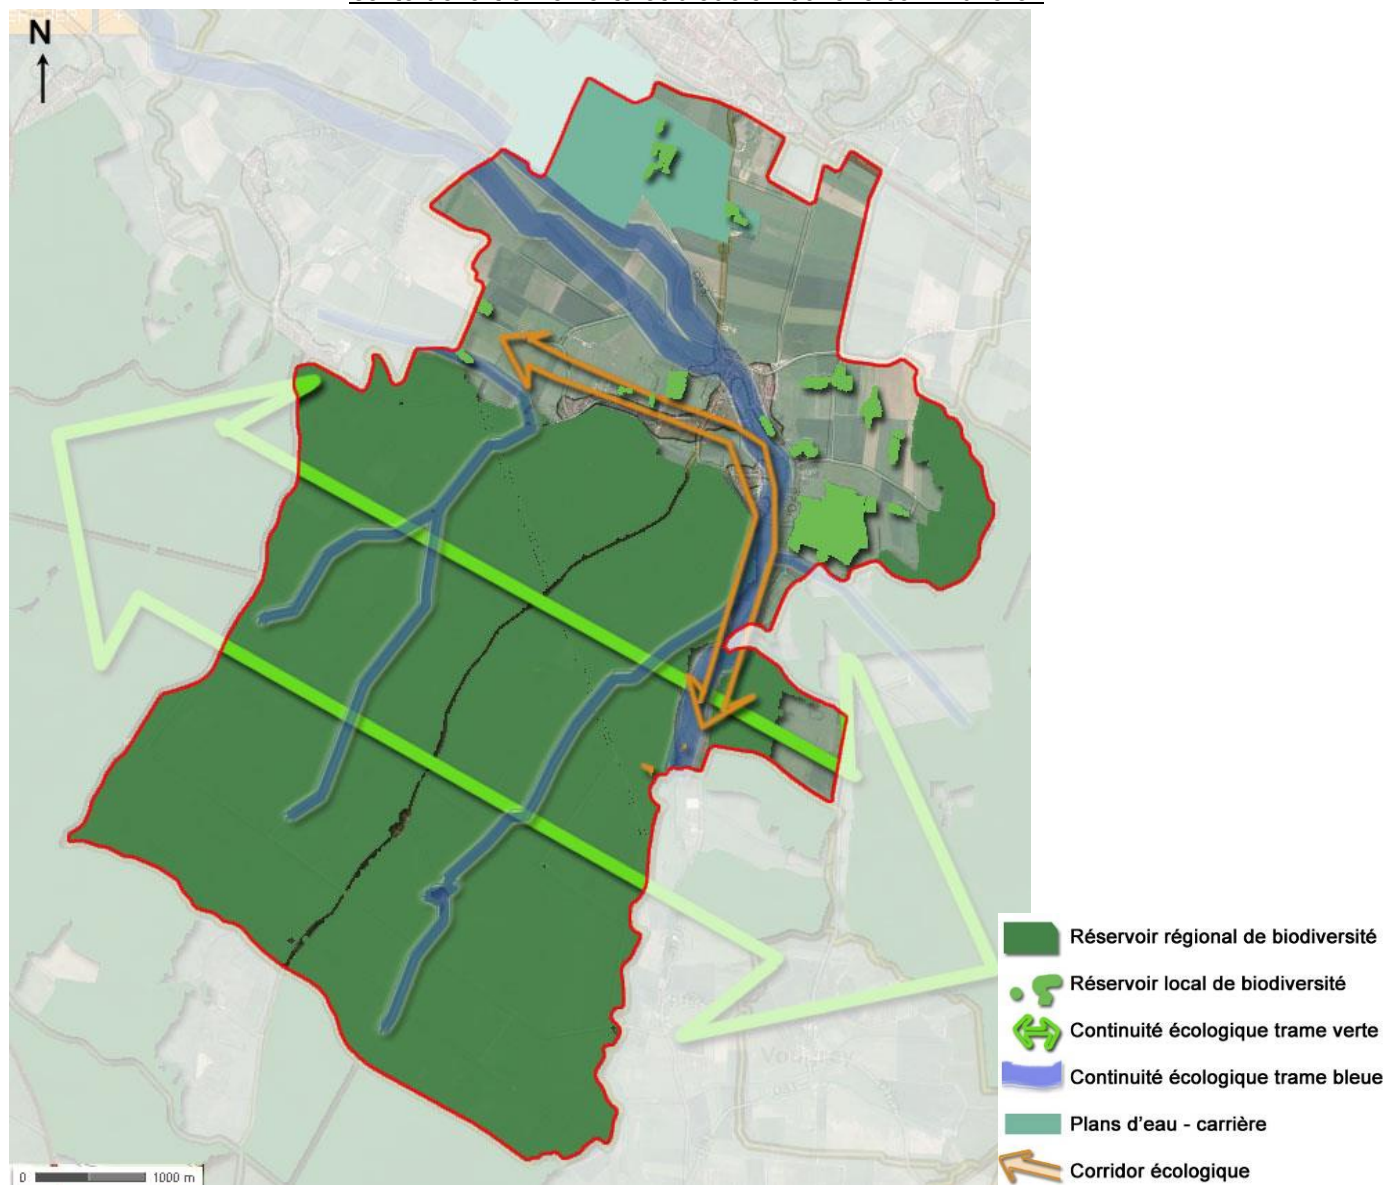 N
Vouarey
0 1000 m
Réservoir régional de biodiversité
Réservoir local de biodiversité
Continuité écologique trame verte
Continuité écologique trame bleue
Plans d'eau - carrière
Corridor écologique